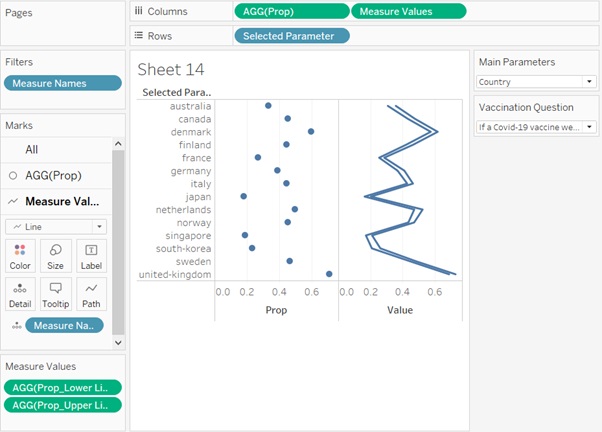 Pages
Columns
AGG(Prop)
Measure Values
Rows
Selected Parameter
Filters
Measure Names
Marks
All
AGG(Prop)
Measure Val...
Line
Color
Size
Label
Detail
Tooltip
Path
Measure Na..
Measure Values
AGG(Prop_Lower Li..
AGG(Prop_Upper Li..
Sheet 14
Selected Para..
australia
canada
denmark
finland
france
germany
italy
japan
netherlands
norway
singapore
south-korea
sweden
united-kingdom
0.0 0.2 0.4 0.6
Prop
0.0 0.2 0.4 0.6
Value
Main Parameters
Country
Vaccination Question
If a Covid-19 vaccine we...